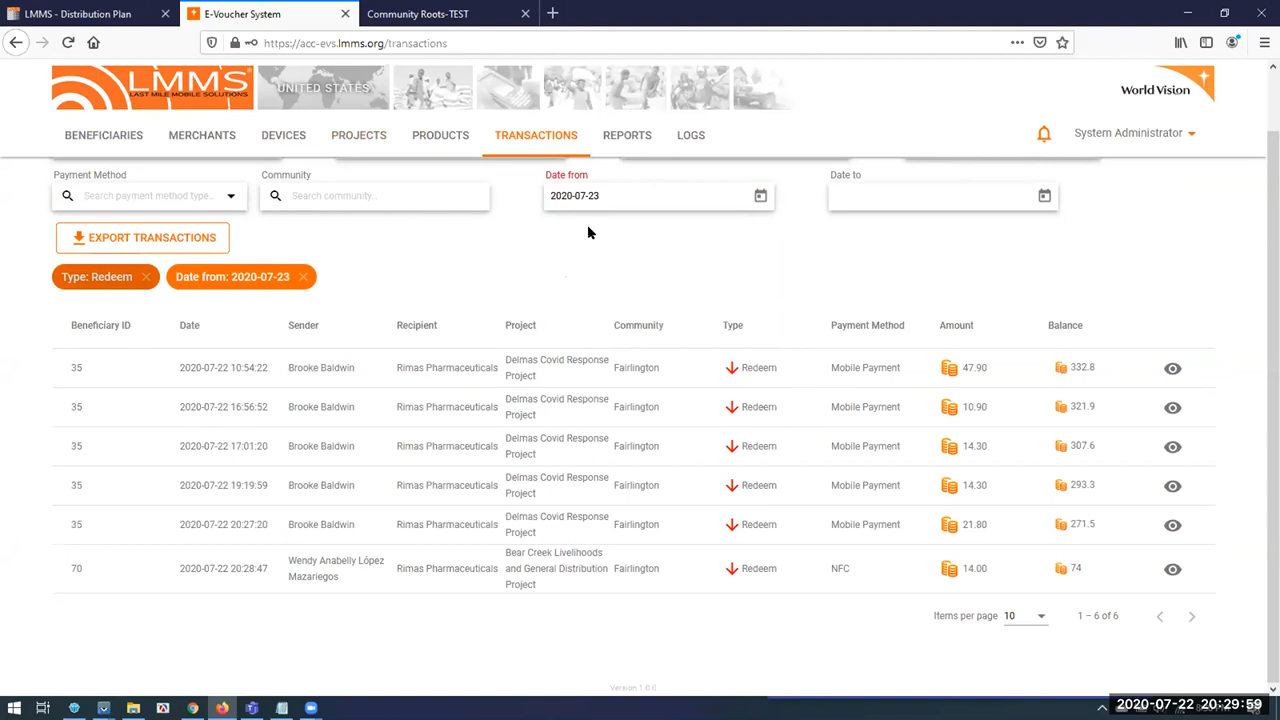 LMMS - Distribution Plan
E-Voucher System
Community Roots-TEST
https://acc-evs.lmms.org/transactions
LMMS
LAST MILE MOBILE SOLUTIONS
UNITED STATES
World Vision
BENEFICIARIES MERCHANTS DEVICES PROJECTS PRODUCTS TRANSACTIONS REPORTS LOGS
System Administrator
Payment Method Community Date from Date to
Search payment method type... Search community... 2020-07-23
EXPORT TRANSACTIONS
Type: Redeem Date from: 2020-07-23
Beneficiary ID Date Sender Recipient Project Community Type Payment Method Amount Balance
35 2020-07-22 10:54:22 Brooke Baldwin Rimas Pharmaceuticals Delmas Covid Response Project Fairlington Redeem Mobile Payment 47.90 332.8
35 2020-07-22 16:56:52 Brooke Baldwin Rimas Pharmaceuticals Delmas Covid Response Project Fairlington Redeem Mobile Payment 10.90 321.9
35 2020-07-22 17:01:20 Brooke Baldwin Rimas Pharmaceuticals Delmas Covid Response Project Fairlington Redeem Mobile Payment 14.30 307.6
35 2020-07-22 19:19:59 Brooke Baldwin Rimas Pharmaceuticals Delmas Covid Response Project Fairlington Redeem Mobile Payment 14.30 293.3
35 2020-07-22 20:27:20 Brooke Baldwin Rimas Pharmaceuticals Delmas Covid Response Project Fairlington Redeem Mobile Payment 21.80 271.5
70 2020-07-22 20:28:47 Wendy Anabelly López Mazariegos Rimas Pharmaceuticals Bear Creek Livelihoods and General Distribution Project Fairlington Redeem NFC 14.00 74
Items per page 10 1 – 6 of 6
Version 1.0.0
2020-07-22 20:29:59